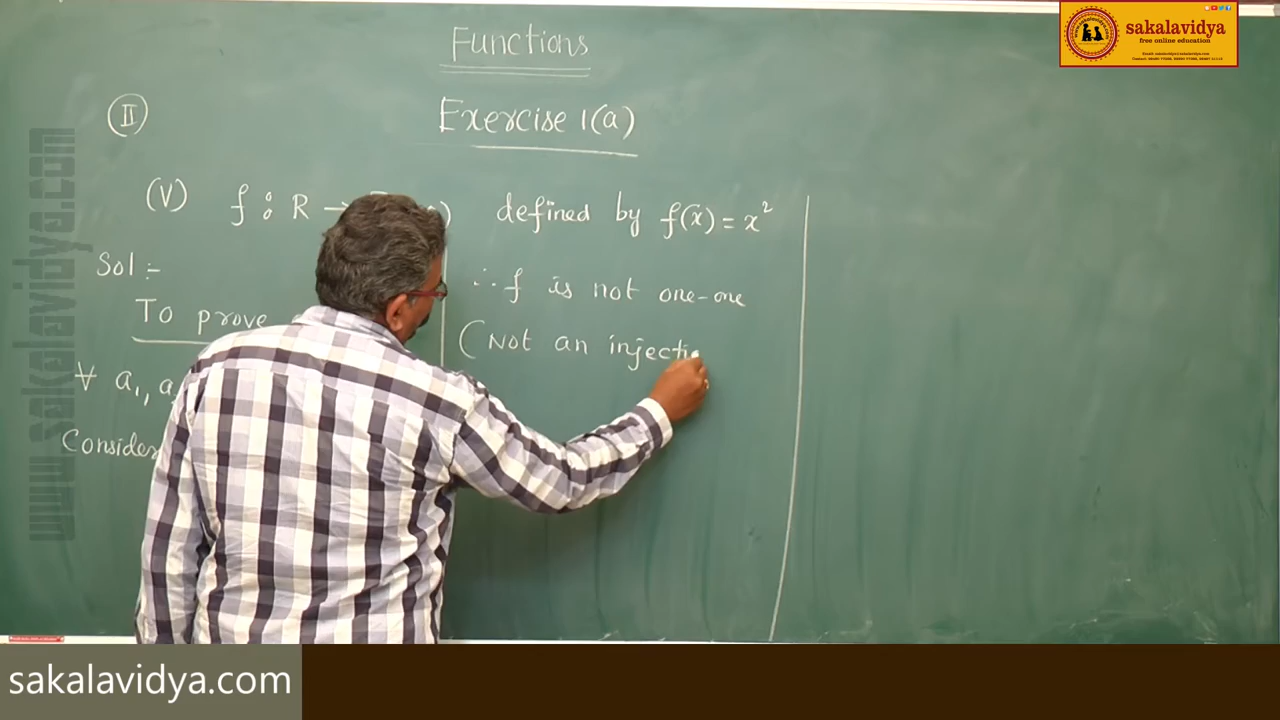 Functions
sakalavidya
free online education
II
Exercise 1(a)
(V) f : R → defined by f(x) = x²
Sol :-
∴ f is not one-one
To prove
(Not an injectio
∀ a₁, a
Consider
www.sakalavidya.com
sakalavidya.com